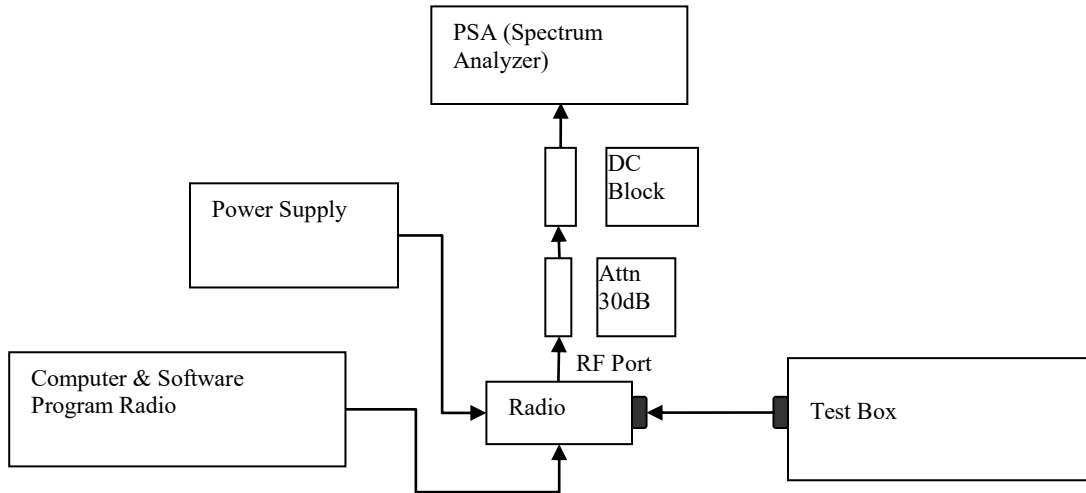 PSA (Spectrum
Analyzer)
DC
Block
Power Supply
Attn
30dB
RF Port
Computer & Software
Program Radio
Radio
Test Box